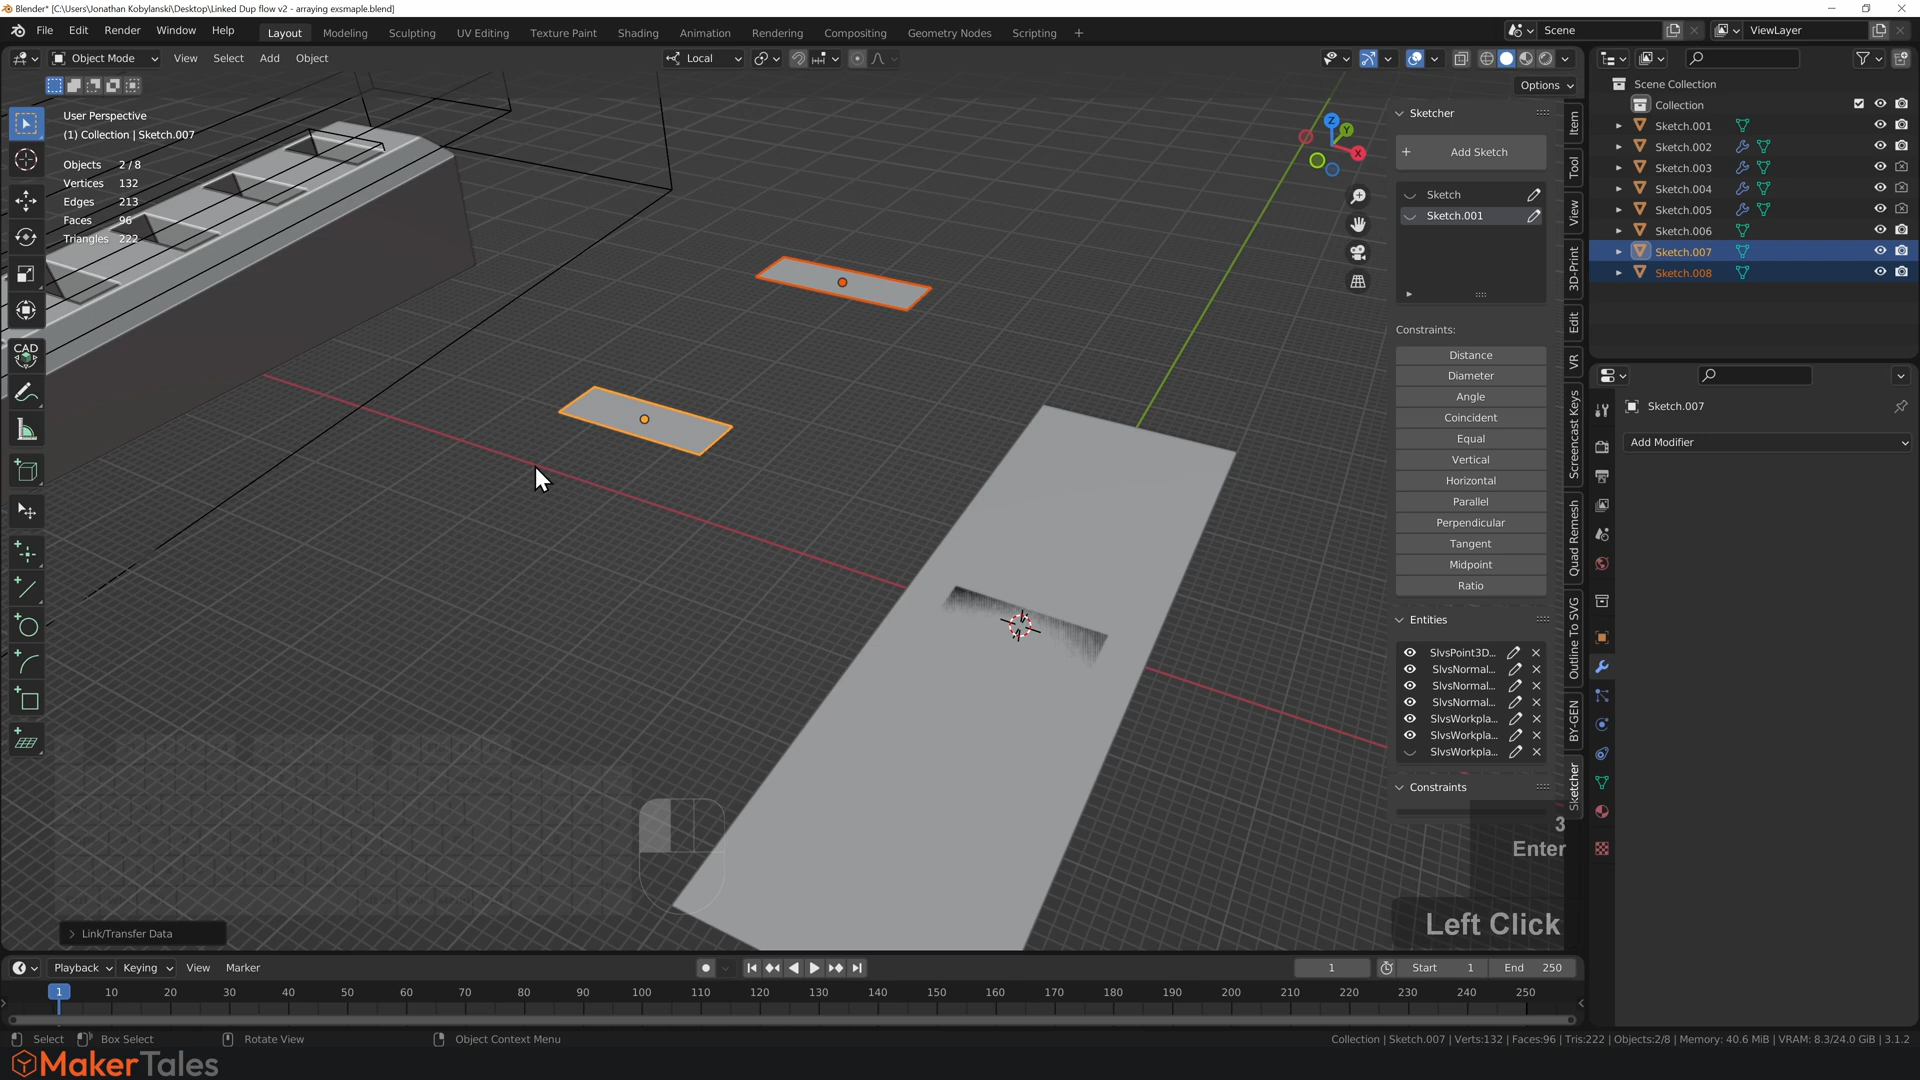 Blender* [C:\Users\Jonathan Kobylanski\Desktop\Linked Dup flow v2 - arraying exsmaple.blend]
File Edit Render Window Help Layout Modeling Sculpting UV Editing Texture Paint Shading Animation Rendering Compositing Geometry Nodes Scripting + Scene ViewLayer
Object Mode View Select Add Object Local
Options
User Perspective
(1) Collection | Sketch.007
Objects 2/8
Vertices 132
Edges 213
Faces 96
Triangles 222
CAD
Z
Y
X
Sketcher
+ Add Sketch
Sketch
Sketch.001
Constraints:
Distance
Diameter
Angle
Coincident
Equal
Vertical
Horizontal
Parallel
Perpendicular
Tangent
Midpoint
Ratio
Entities
SlvsPoint3D...
SlvsNormal...
SlvsNormal...
SlvsNormal...
SlvsWorkpla...
SlvsWorkpla...
SlvsWorkpla...
Constraints
Item
Tool
View
3D-Print
Edit
VR
Screencast Keys
Quad Remesh
Outline To SVG
BY-GEN
Sketcher
Scene Collection
Collection
Sketch.001
Sketch.002
Sketch.003
Sketch.004
Sketch.005
Sketch.006
Sketch.007
Sketch.008
Sketch.007
Add Modifier
3
Enter
Left Click
Link/Transfer Data
Playback Keying View Marker 1 Start 1 End 250
1 10 20 30 40 50 60 70 80 90 100 110 120 130 140 150 160 170 180 190 200 210 220 230 240 250
Select Box Select Rotate View Object Context Menu Collection | Sketch.007 | Verts:132 | Faces:96 | Tris:222 | Objects:2/8 | Memory: 40.6 MiB | VRAM: 8.3/24.0 GiB | 3.1.2
MakerTales